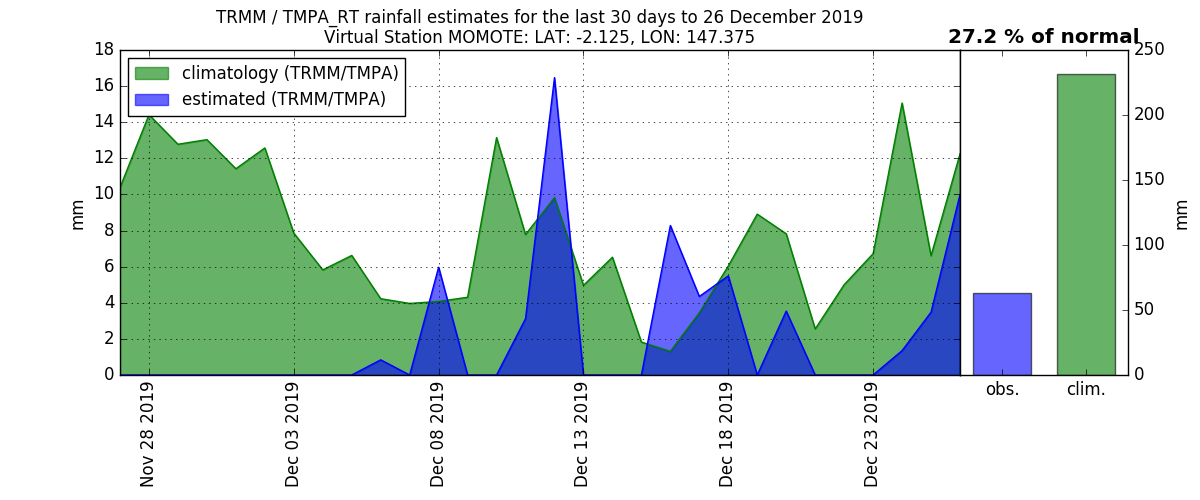 TRMM / TMPA_RT rainfall estimates for the last 30 days to 26 December 2019
Virtual Station MOMOTE: LAT: -2.125, LON: 147.375
27.2 % of normal
climatology (TRMM/TMPA)
estimated (TRMM/TMPA)
18
16
14
12
10
8
6
4
2
0
mm
Nov 28 2019
Dec 03 2019
Dec 08 2019
Dec 13 2019
Dec 18 2019
Dec 23 2019
obs.
clim.
250
200
150
100
50
0
mm